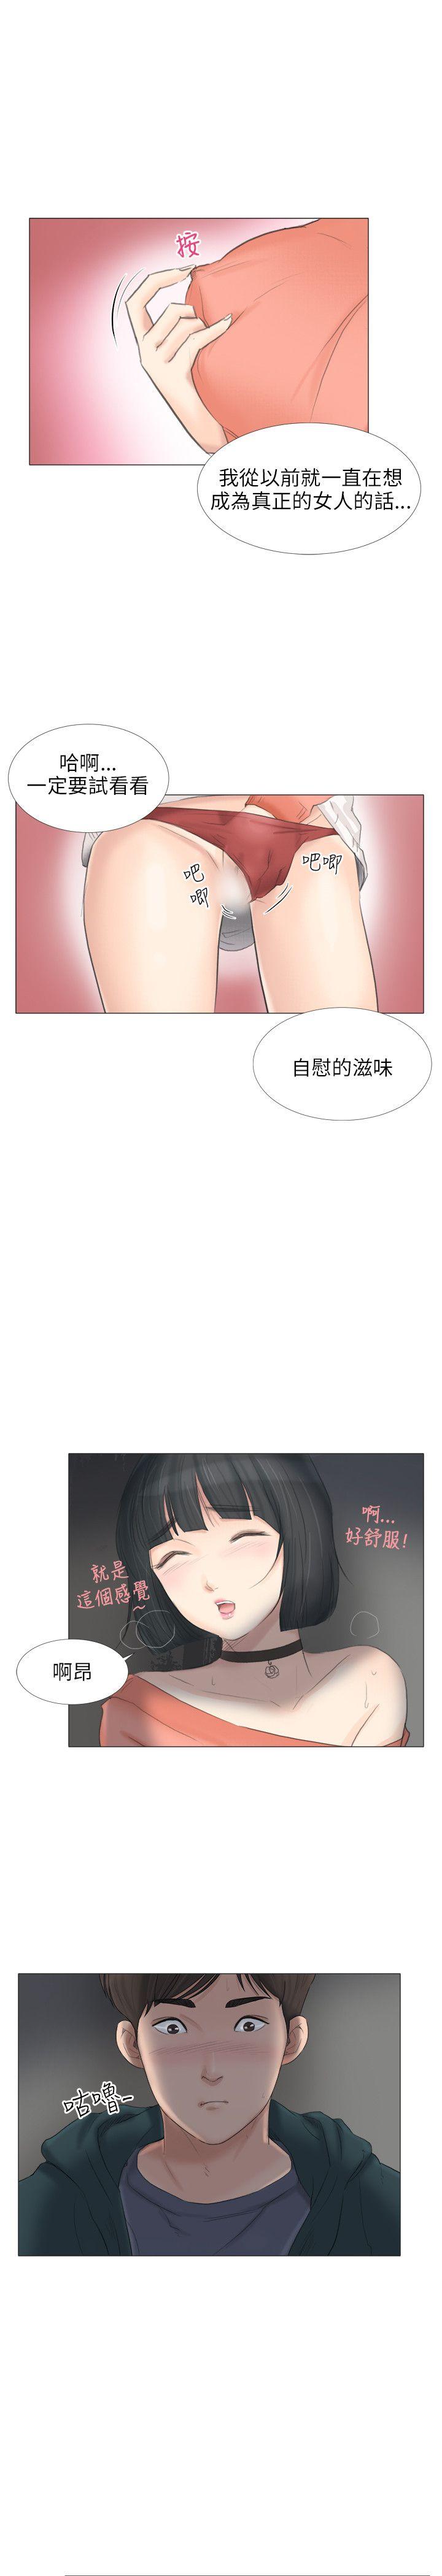 按
我從以前就一直在想
成為真正的女人的話...
哈啊...
一定要試看看
吧唧
吧唧
自慰的滋味
啊...
好舒服!
就是
這個感覺
~
啊昂
咕嚕~